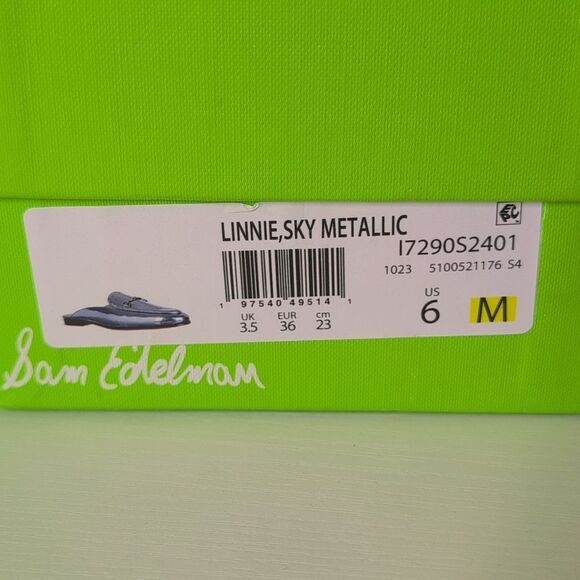 LINNIE,SKY METALLIC
I7290S2401
1023 5100521176 S4
1 97540 49514 1
UK EUR cm
3.5 36 23
US
6 M
Sam Edelman